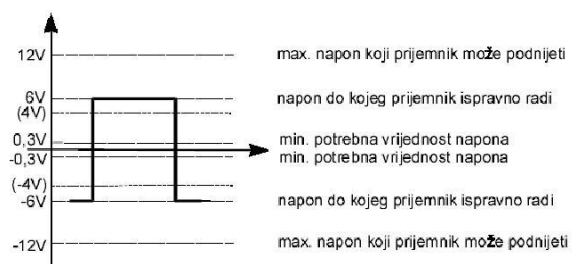 12V max. napon koji prijemnik može podnijeti
6V napon do kojeg prijemnik ispravno radi
(4V)
0,3V min. potrebna vrijednost napona
-0,3V min. potrebna vrijednost napona
(-4V)
-6V napon do kojeg prijemnik ispravno radi
-12V max. napon koji prijemnik može podnijeti